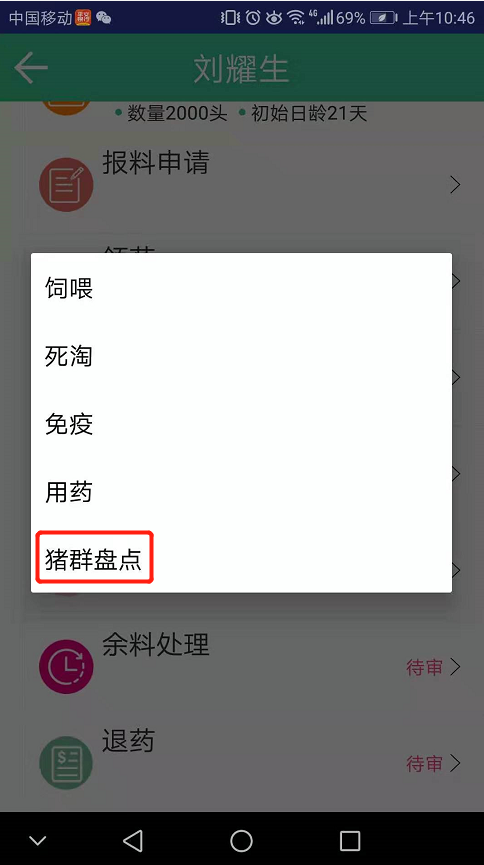 中国移动 4G 69% 上午10:46
刘耀生
数量2000头 初始日龄21天
报料申请
饲喂
死淘
免疫
用药
猪群盘点
余料处理
待审
退药
待审